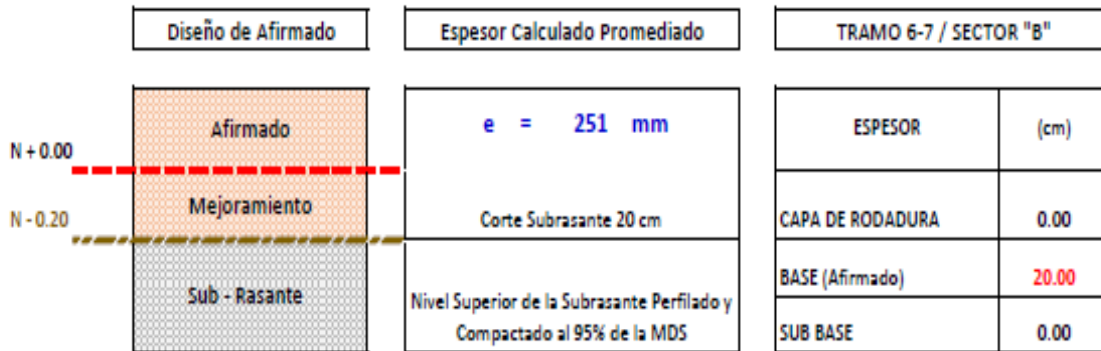 Diseño de Afirmado
Espesor Calculado Promediado
TRAMO 6-7 / SECTOR "B"
Afirmado
e = 251 mm
ESPESOR
(cm)
N + 0.00
Mejoramiento
N - 0.20
Corte Subrasante 20 cm
CAPA DE RODADURA
0.00
Sub - Rasante
BASE (Afirmado)
20.00
Nivel Superior de la Subrasante Perfilado y
Compactado al 95% de la MDS
SUB BASE
0.00